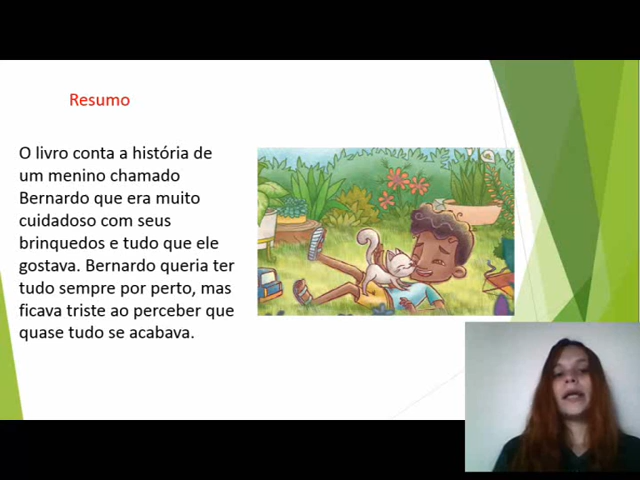 Resumo
O livro conta a história de
um menino chamado
Bernardo que era muito
cuidadoso com seus
brinquedos e tudo que ele
gostava. Bernardo queria ter
tudo sempre por perto, mas
ficava triste ao perceber que
quase tudo se acabava.